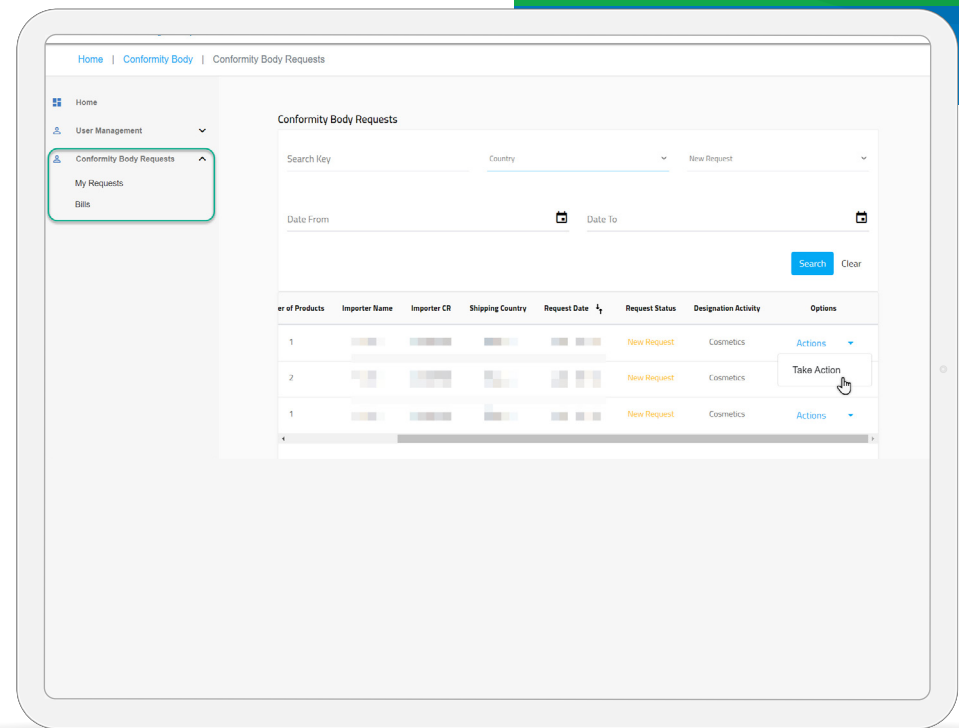 Home | Conformity Body | Conformity Body Requests
Home
User Management
Conformity Body Requests
My Requests
Bills
Conformity Body Requests
Search Key Country New Request
Date From Date To
Search Clear
er of Products Importer Name Importer CR Shipping Country Request Date Request Status Designation Activity Options
1 New Request Cosmetics Actions
Take Action
2 New Request Cosmetics
1 New Request Cosmetics Actions